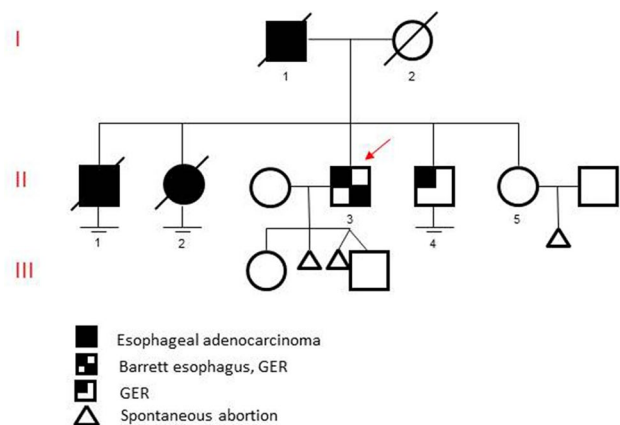 I
1
2
II
1
2
3
4
5
III
Esophageal adenocarcinoma
Barrett esophagus, GER
GER
Spontaneous abortion